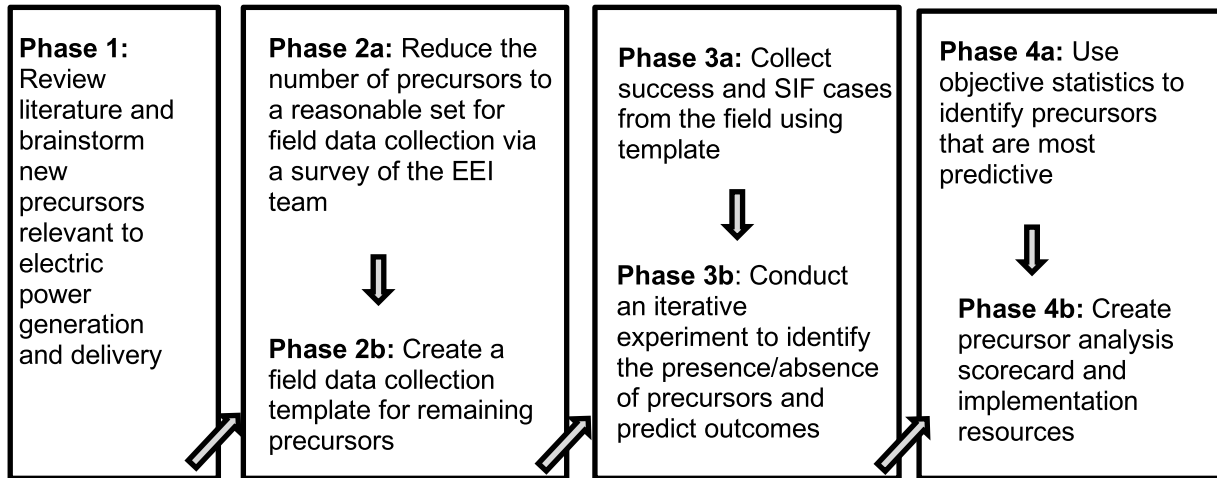 Phase 1:
Review
literature and
brainstorm
new
precursors
relevant to
electric
power
generation
and delivery
Phase 2a: Reduce the
number of precursors to
a reasonable set for
field data collection via
a survey of the EEI
team
Phase 2b: Create a
field data collection
template for remaining
precursors
Phase 3a: Collect
success and SIF cases
from the field using
template
Phase 3b: Conduct
an iterative
experiment to identify
the presence/absence
of precursors and
predict outcomes
Phase 4a: Use
objective statistics to
identify precursors
that are most
predictive
Phase 4b: Create
precursor analysis
scorecard and
implementation
resources